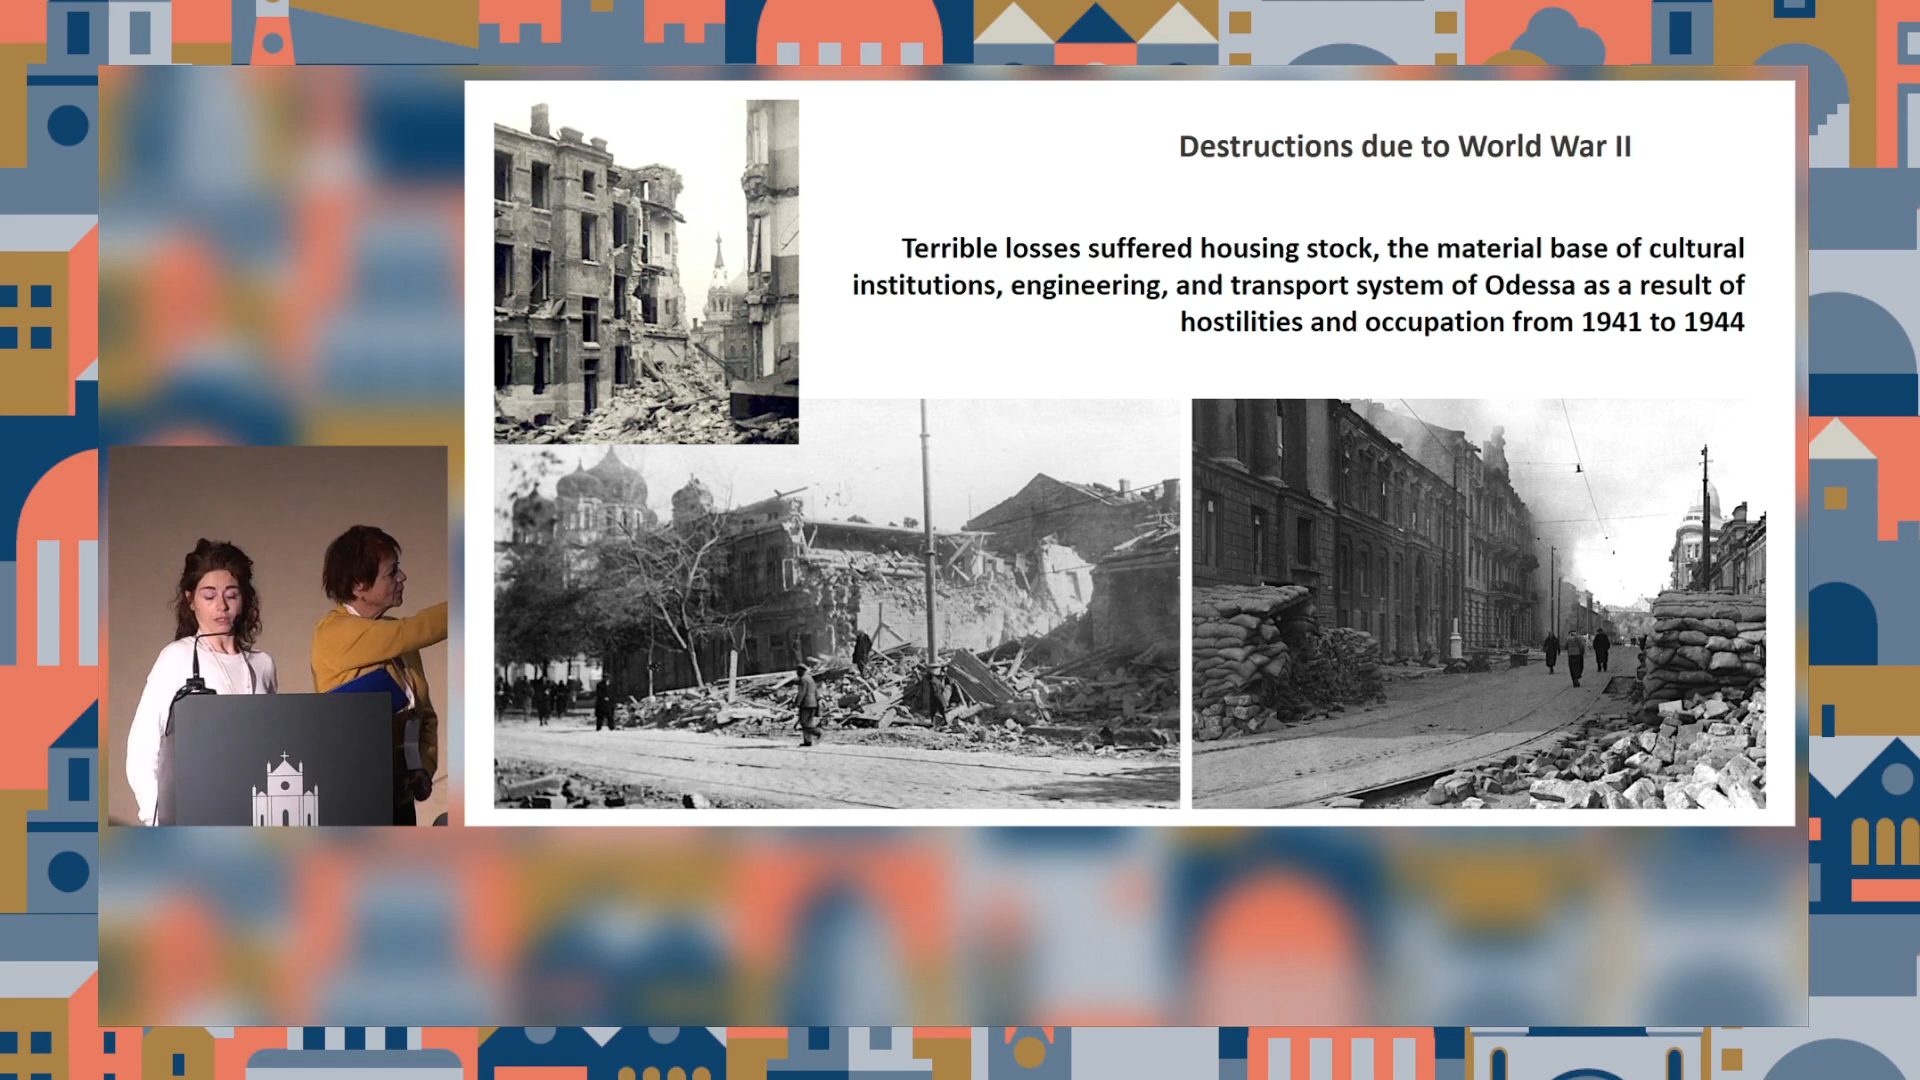 Destructions due to World War II
Terrible losses suffered housing stock, the material base of cultural
institutions, engineering, and transport system of Odessa as a result of
hostilities and occupation from 1941 to 1944